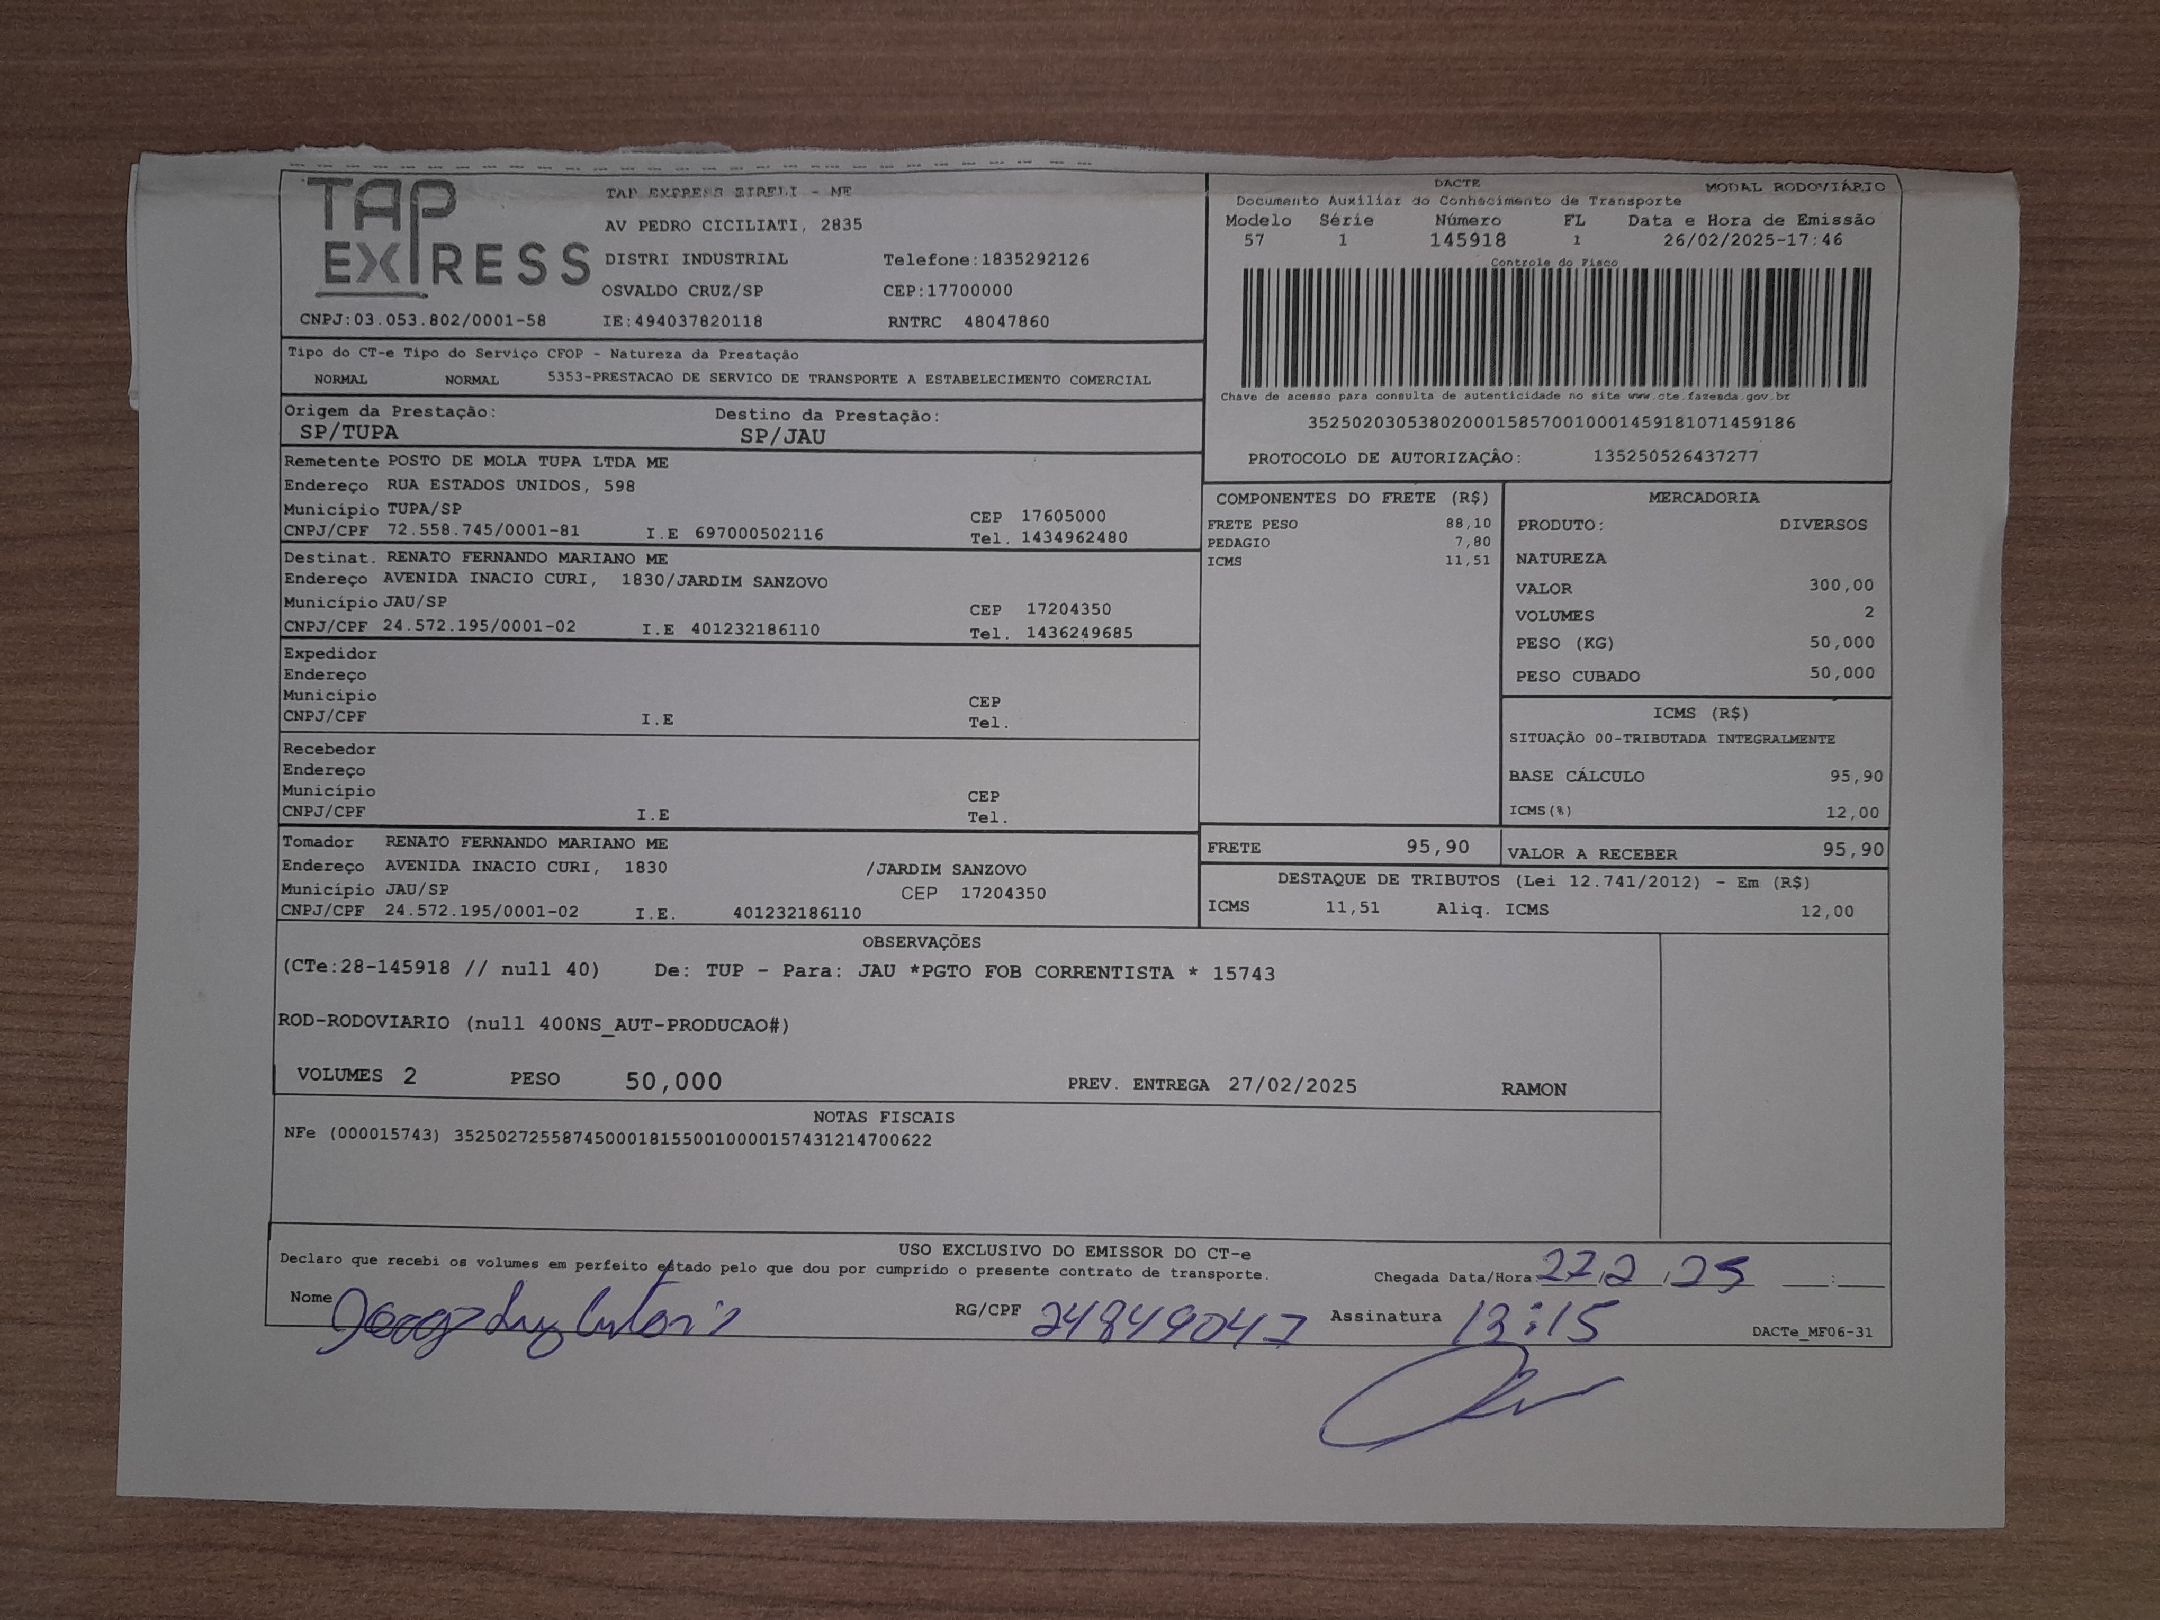 TAP EXPRESS
TAP EXPRESS EIRELI - ME
AV PEDRO CICILIATI, 2835
DISTRI INDUSTRIAL Telefone:1835292126
OSVALDO CRUZ/SP CEP:17700000
CNPJ:03.053.802/0001-58 IE:494037820118 RNTRC 48047860
DACTE MODAL RODOVIÁRIO
Documento Auxiliar do Conhecimento de Transporte
Modelo Série Número FL Data e Hora de Emissão
57 1 145918 1 26/02/2025-17:46
Controle do Fisco
Chave de acesso para consulta de autenticidade no site www.cte.fazenda.gov.br
35250203053802000158570010001459181071459186
PROTOCOLO DE AUTORIZAÇÃO: 135250526437277
Tipo do CT-e Tipo do Serviço CFOP - Natureza da Prestação
NORMAL NORMAL 5353-PRESTACAO DE SERVICO DE TRANSPORTE A ESTABELECIMENTO COMERCIAL
Origem da Prestação: Destino da Prestação:
SP/TUPA SP/JAU
Remetente POSTO DE MOLA TUPA LTDA ME
Endereço RUA ESTADOS UNIDOS, 598
Município TUPA/SP CEP 17605000
CNPJ/CPF 72.558.745/0001-81 I.E 697000502116 Tel. 1434962480
Destinat. RENATO FERNANDO MARIANO ME
Endereço AVENIDA INACIO CURI, 1830/JARDIM SANZOVO
Município JAU/SP CEP 17204350
CNPJ/CPF 24.572.195/0001-02 I.E 401232186110 Tel. 1436249685
Expedidor
Endereço
Município CEP
CNPJ/CPF I.E Tel.
Recebedor
Endereço
Município CEP
CNPJ/CPF I.E Tel.
Tomador RENATO FERNANDO MARIANO ME
Endereço AVENIDA INACIO CURI, 1830 /JARDIM SANZOVO
Município JAU/SP CEP 17204350
CNPJ/CPF 24.572.195/0001-02 I.E. 401232186110
COMPONENTES DO FRETE (R$)
FRETE PESO 88,10
PEDAGIO 7,80
ICMS 11,51
MERCADORIA
PRODUTO: DIVERSOS
NATUREZA
VALOR 300,00
VOLUMES 2
PESO (KG) 50,000
PESO CUBADO 50,000
ICMS (R$)
SITUAÇÃO 00-TRIBUTADA INTEGRALMENTE
BASE CÁLCULO 95,90
ICMS(%) 12,00
FRETE 95,90 VALOR A RECEBER 95,90
DESTAQUE DE TRIBUTOS (Lei 12.741/2012) - Em (R$)
ICMS 11,51 Aliq. ICMS 12,00
OBSERVAÇÕES
(CTe:28-145918 // null 40) De: TUP - Para: JAU *PGTO FOB CORRENTISTA * 15743
ROD-RODOVIARIO (null 400NS_AUT-PRODUCAO#)
VOLUMES 2 PESO 50,000 PREV. ENTREGA 27/02/2025 RAMON
NOTAS FISCAIS
NFe (000015743) 35250272558745000181550010000157431214700622
USO EXCLUSIVO DO EMISSOR DO CT-e
Declaro que recebi os volumes em perfeito estado pelo que dou por cumprido o presente contrato de transporte. Chegada Data/Hora 27/2/25 __:__
Nome RG/CPF 24849047 Assinatura 13:15
DACTe_MF06-31